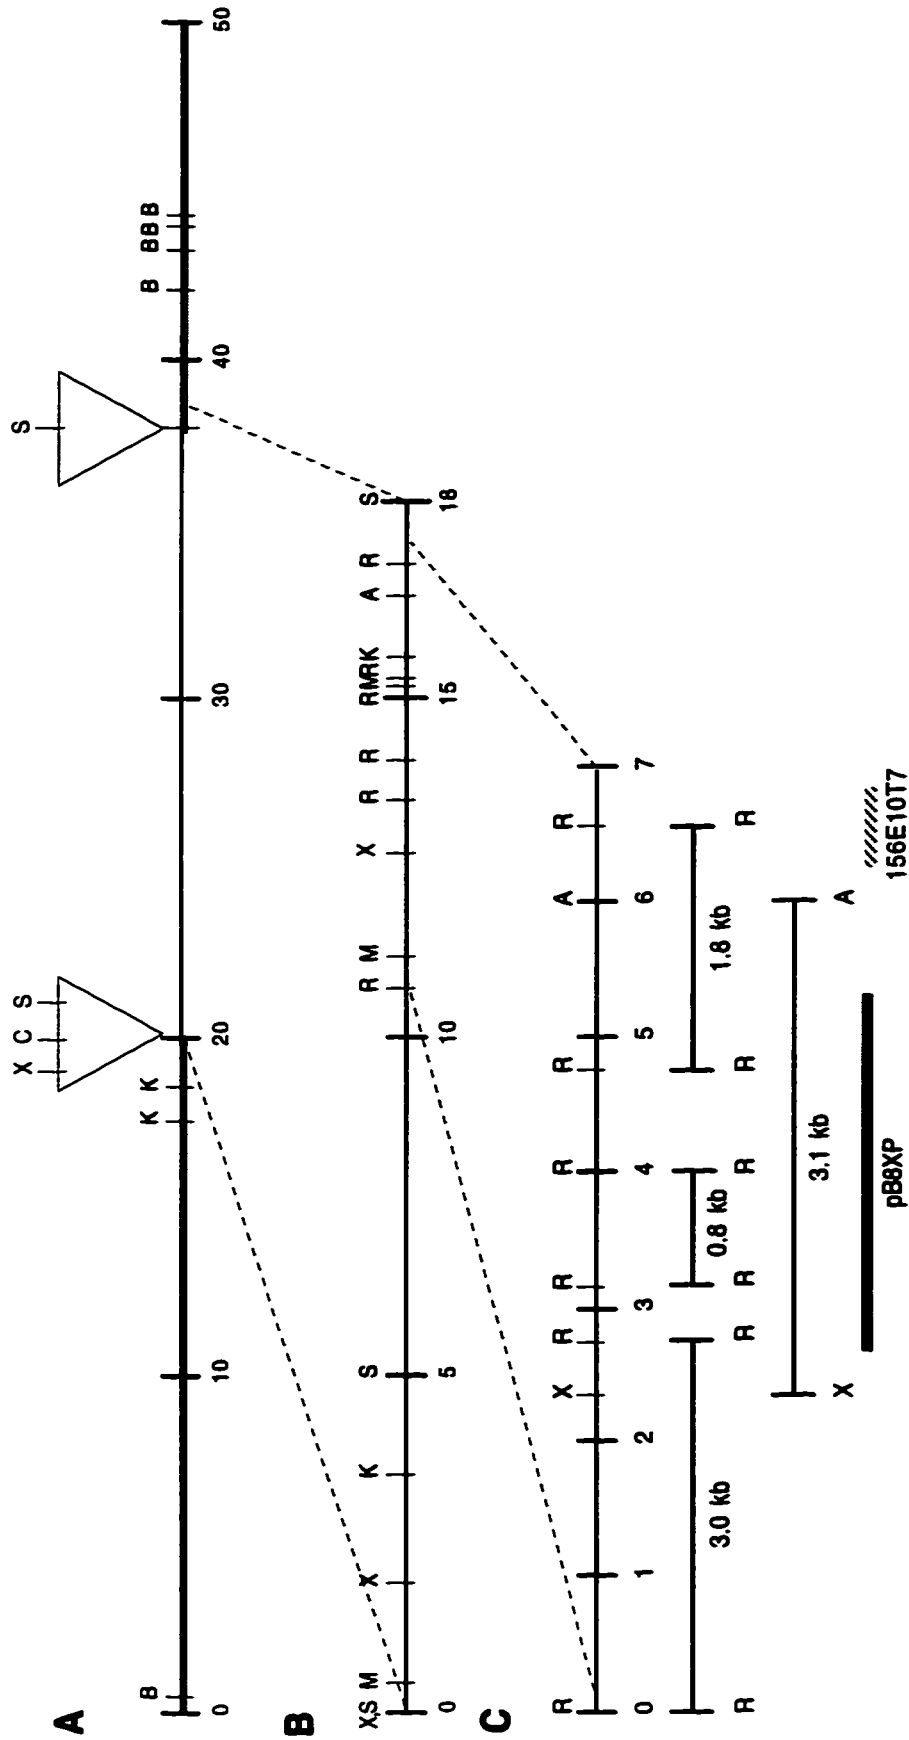 A
X C S
S
B
K K
B BB B
0 10 20 30 40 50
B
X,S M X K S R M X R R RMRK A R S
0 5 10 15 18
C
R X R R R R A R
0 1 2 3 4 5 6 7
3.0 kb 0.8 kb 1.8 kb
R R R R R R
3.1 kb
X A
pB8XP
156E10T7